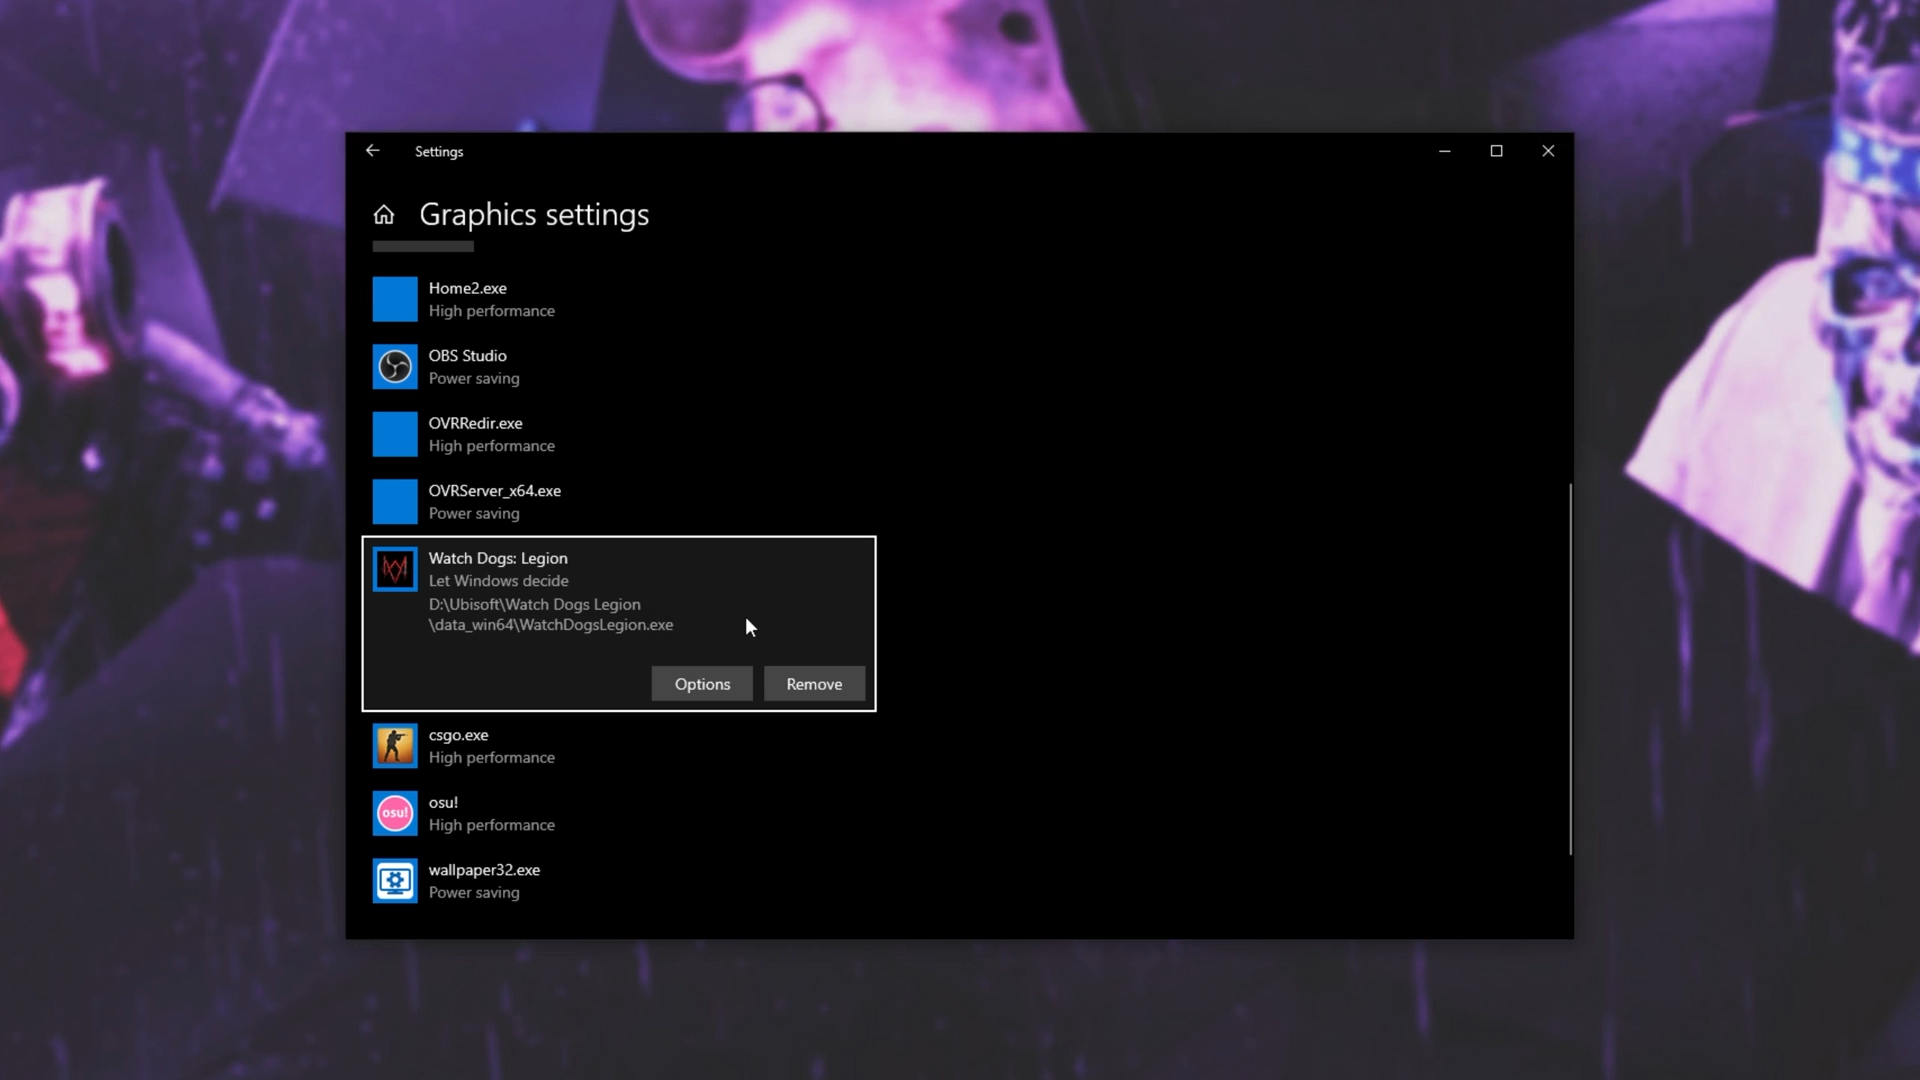 Settings
Graphics settings
Home2.exe
High performance
OBS Studio
Power saving
OVRRedir.exe
High performance
OVRServer_x64.exe
Power saving
Watch Dogs: Legion
Let Windows decide
D:\Ubisoft\Watch Dogs Legion
\data_win64\WatchDogsLegion.exe
Options Remove
csgo.exe
High performance
osu!
osu!
High performance
wallpaper32.exe
Power saving